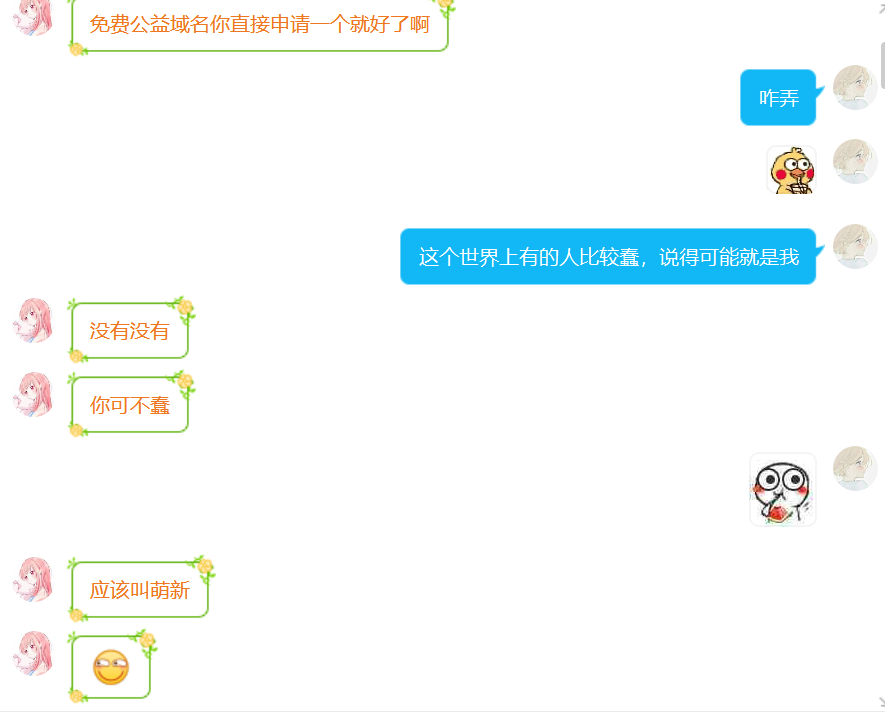 免费公益域名你直接申请一个就好了啊
咋弄
这个世界上有的人比较蠢，说得可能就是我
没有没有
你可不蠢
应该叫萌新